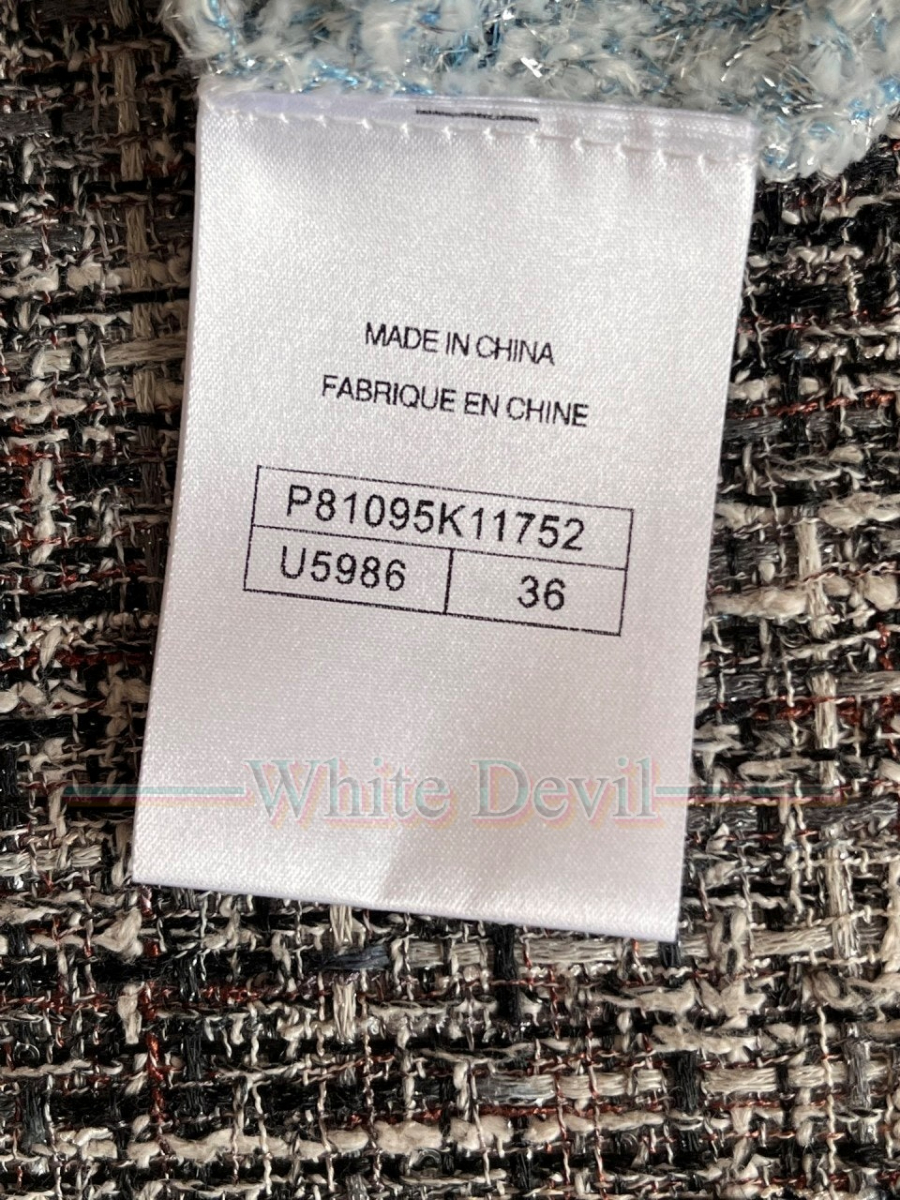 MADE IN CHINA
FABRIQUE EN CHINE
P81095K11752
U5986 36
White Devil